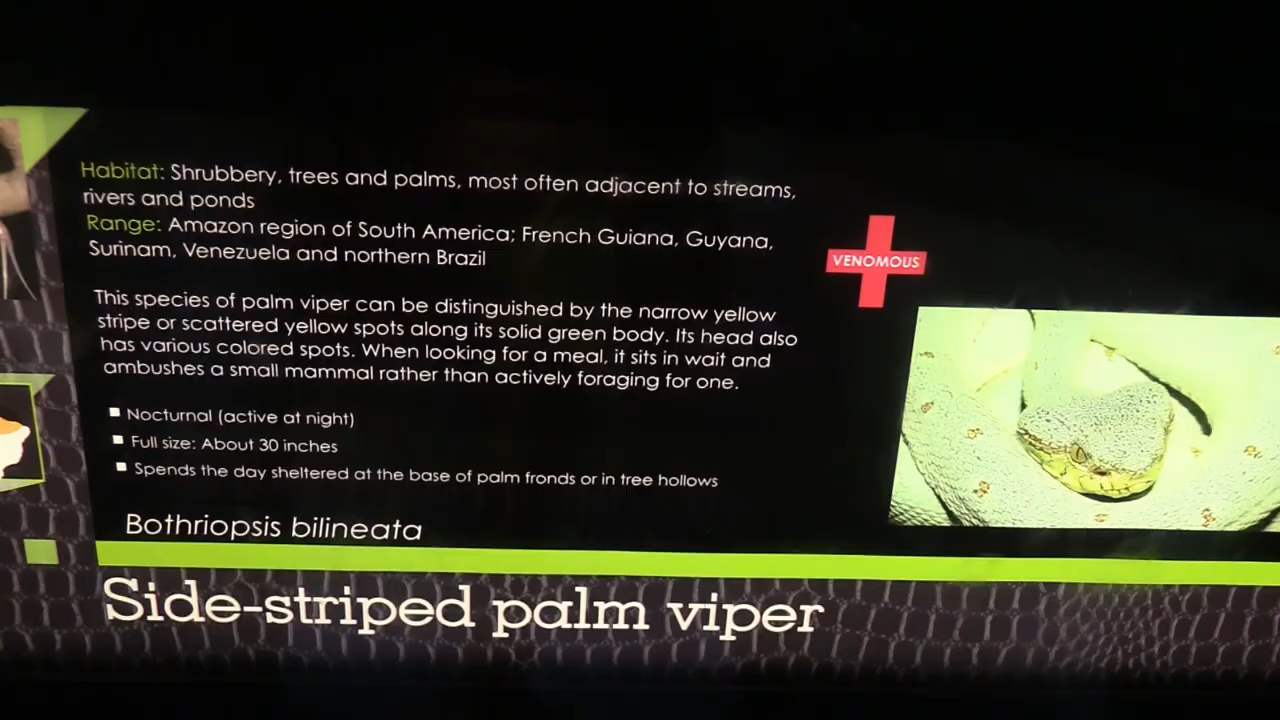 Habitat: Shrubbery, trees and palms, most often adjacent to streams,
rivers and ponds
Range: Amazon region of South America; French Guiana, Guyana,
Surinam, Venezuela and northern Brazil
VENOMOUS
This species of palm viper can be distinguished by the narrow yellow
stripe or scattered yellow spots along its solid green body. Its head also
has various colored spots. When looking for a meal, it sits in wait and
ambushes a small mammal rather than actively foraging for one.
▪ Nocturnal (active at night)
▪ Full size: About 30 inches
▪ Spends the day sheltered at the base of palm fronds or in tree hollows
Bothriopsis bilineata
Side-striped palm viper